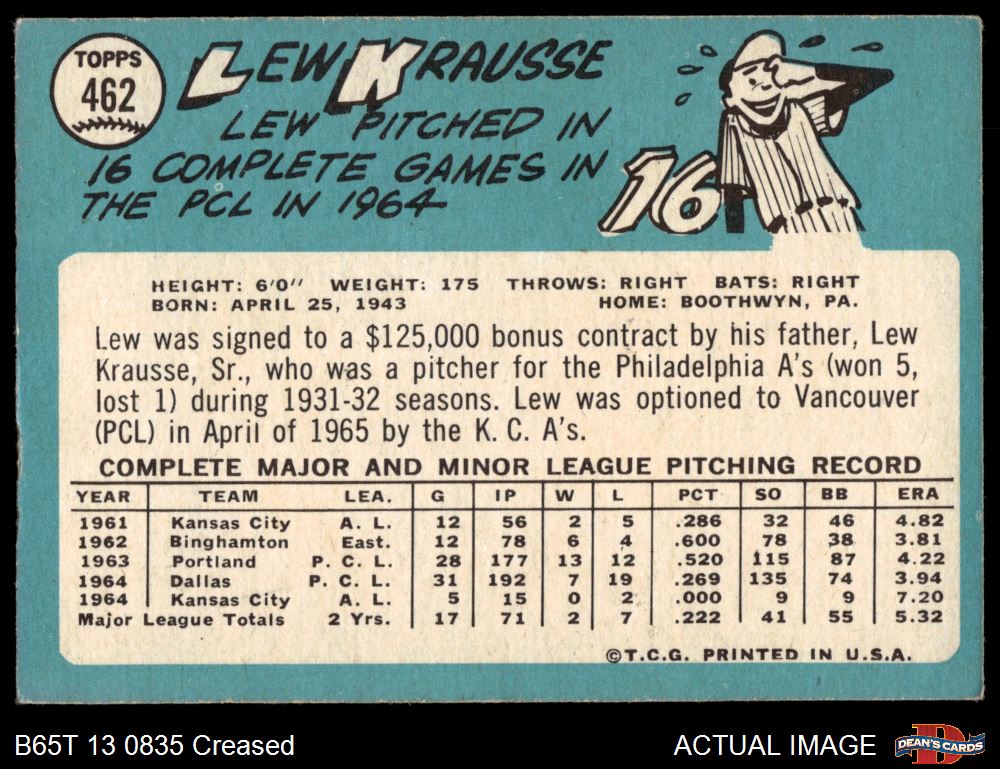 TOPPS
462
LEW KRAUSSE
LEW PITCHED IN
16 COMPLETE GAMES IN
THE PCL IN 1964
16
HEIGHT: 6'0" WEIGHT: 175 THROWS: RIGHT BATS: RIGHT
BORN: APRIL 25, 1943 HOME: BOOTHWYN, PA.
Lew was signed to a $125,000 bonus contract by his father, Lew
Krausse, Sr., who was a pitcher for the Philadelphia A's (won 5,
lost 1) during 1931-32 seasons. Lew was optioned to Vancouver
(PCL) in April of 1965 by the K. C. A's.
COMPLETE MAJOR AND MINOR LEAGUE PITCHING RECORD
YEAR TEAM LEA. G IP W L PCT SO BB ERA
1961 Kansas City A. L. 12 56 2 5 .286 32 46 4.82
1962 Binghamton East. 12 78 6 4 .600 78 38 3.81
1963 Portland P. C. L. 28 177 13 12 .520 115 87 4.22
1964 Dallas P. C. L. 31 192 7 19 .269 135 74 3.94
1964 Kansas City A. L. 5 15 0 2 .000 9 9 7.20
Major League Totals 2 Yrs. 17 71 2 7 .222 41 55 5.32
©T.C.G. PRINTED IN U.S.A.
B65T 13 0835 Creased
ACTUAL IMAGE
DEAN'S CARDS